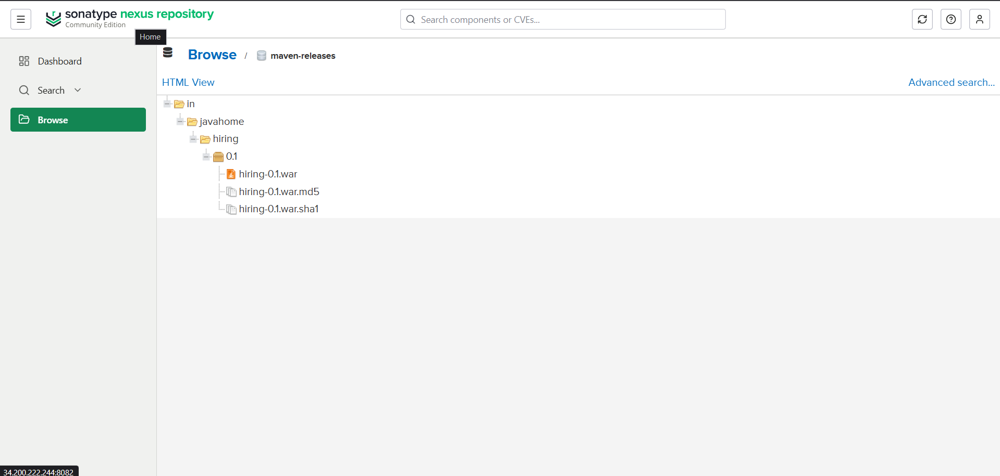 sonatype nexus repository
Community Edition
Search components or CVEs...
Home
Dashboard
Search
Browse
Browse / maven-releases
HTML View
Advanced search...
in
javahome
hiring
0.1
hiring-0.1.war
hiring-0.1.war.md5
hiring-0.1.war.sha1
34.200.222.244:8082